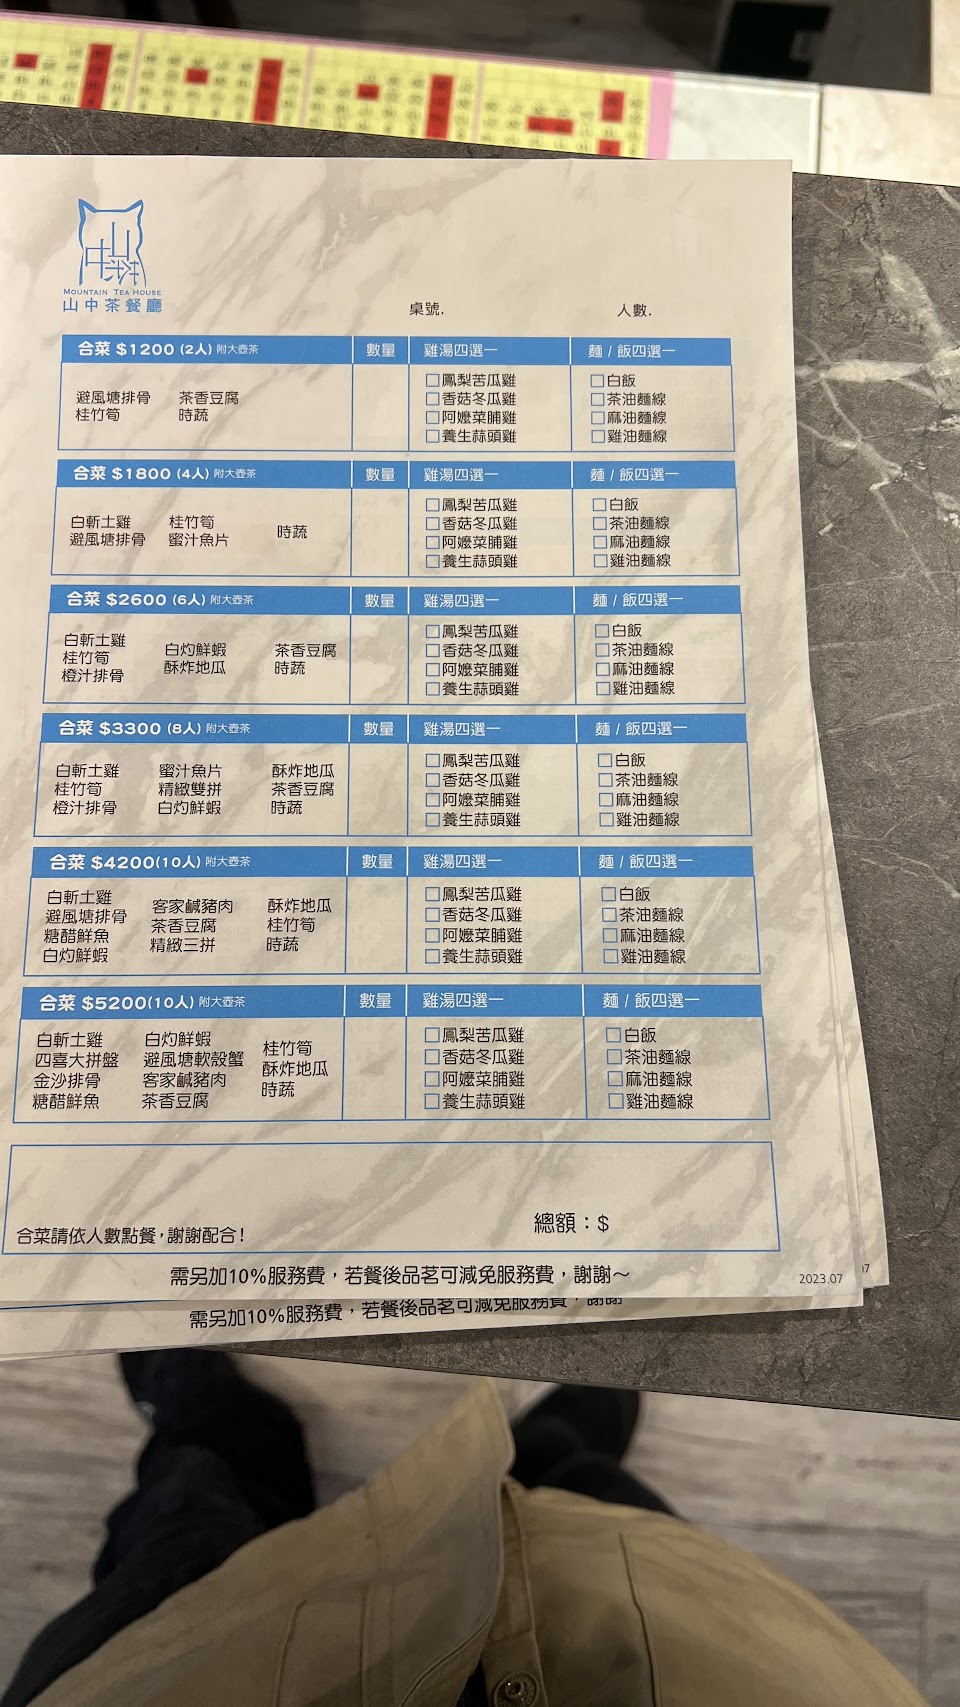 山中茶
MOUNTAIN TEA HOUSE
山中茶餐廳
桌號. 人數.
合菜 $1200 (2人) 附大壺茶 數量 雞湯四選一 麵 / 飯四選一
避風塘排骨 茶香豆腐
桂竹筍 時蔬
□鳳梨苦瓜雞 □白飯
□香菇冬瓜雞 □茶油麵線
□阿嬤菜脯雞 □麻油麵線
□養生蒜頭雞 □雞油麵線
合菜 $1800 (4人) 附大壺茶 數量 雞湯四選一 麵 / 飯四選一
白斬土雞 桂竹筍 時蔬
避風塘排骨 蜜汁魚片
□鳳梨苦瓜雞 □白飯
□香菇冬瓜雞 □茶油麵線
□阿嬤菜脯雞 □麻油麵線
□養生蒜頭雞 □雞油麵線
合菜 $2600 (6人) 附大壺茶 數量 雞湯四選一 麵 / 飯四選一
白斬土雞 白灼鮮蝦 茶香豆腐
桂竹筍 酥炸地瓜 時蔬
橙汁排骨
□鳳梨苦瓜雞 □白飯
□香菇冬瓜雞 □茶油麵線
□阿嬤菜脯雞 □麻油麵線
□養生蒜頭雞 □雞油麵線
合菜 $3300 (8人) 附大壺茶 數量 雞湯四選一 麵 / 飯四選一
白斬土雞 蜜汁魚片 酥炸地瓜
桂竹筍 精緻雙拼 茶香豆腐
橙汁排骨 白灼鮮蝦 時蔬
□鳳梨苦瓜雞 □白飯
□香菇冬瓜雞 □茶油麵線
□阿嬤菜脯雞 □麻油麵線
□養生蒜頭雞 □雞油麵線
合菜 $4200(10人) 附大壺茶 數量 雞湯四選一 麵 / 飯四選一
白斬土雞 客家鹹豬肉 酥炸地瓜
避風塘排骨 茶香豆腐 桂竹筍
糖醋鮮魚 精緻三拼 時蔬
白灼鮮蝦
□鳳梨苦瓜雞 □白飯
□香菇冬瓜雞 □茶油麵線
□阿嬤菜脯雞 □麻油麵線
□養生蒜頭雞 □雞油麵線
合菜 $5200(10人) 附大壺茶 數量 雞湯四選一 麵 / 飯四選一
白斬土雞 白灼鮮蝦 桂竹筍
四喜大拼盤 避風塘軟殼蟹 酥炸地瓜
金沙排骨 客家鹹豬肉 時蔬
糖醋鮮魚 茶香豆腐
□鳳梨苦瓜雞 □白飯
□香菇冬瓜雞 □茶油麵線
□阿嬤菜脯雞 □麻油麵線
□養生蒜頭雞 □雞油麵線
合菜請依人數點餐，謝謝配合！ 總額：$
需另加10%服務費，若餐後品茗可減免服務費，謝謝～
2023.07
07
需另加10%服務費，若餐後品茗可減免服務費，謝謝